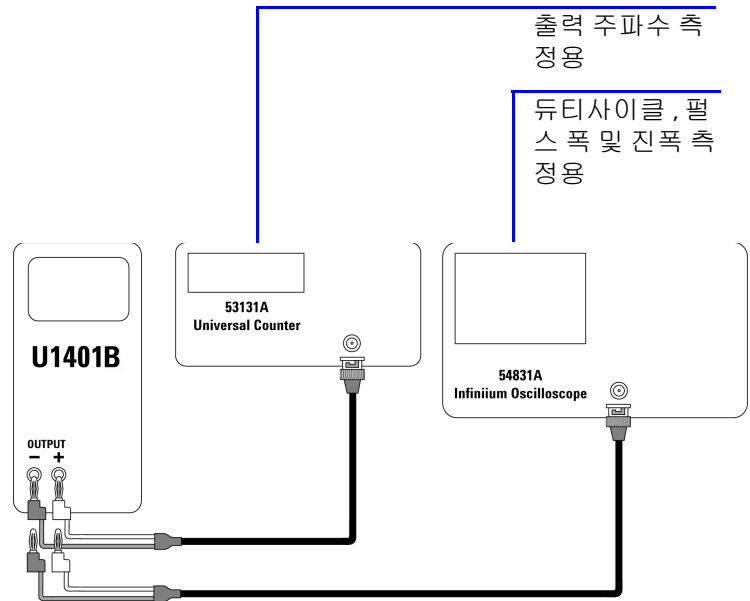 출력 주파수 측
정용
듀티사이클 , 펄
스 폭 및 진폭 측
정용
53131A
Universal Counter
U1401B
54831A
Infiniium Oscilloscope
OUTPUT
− +